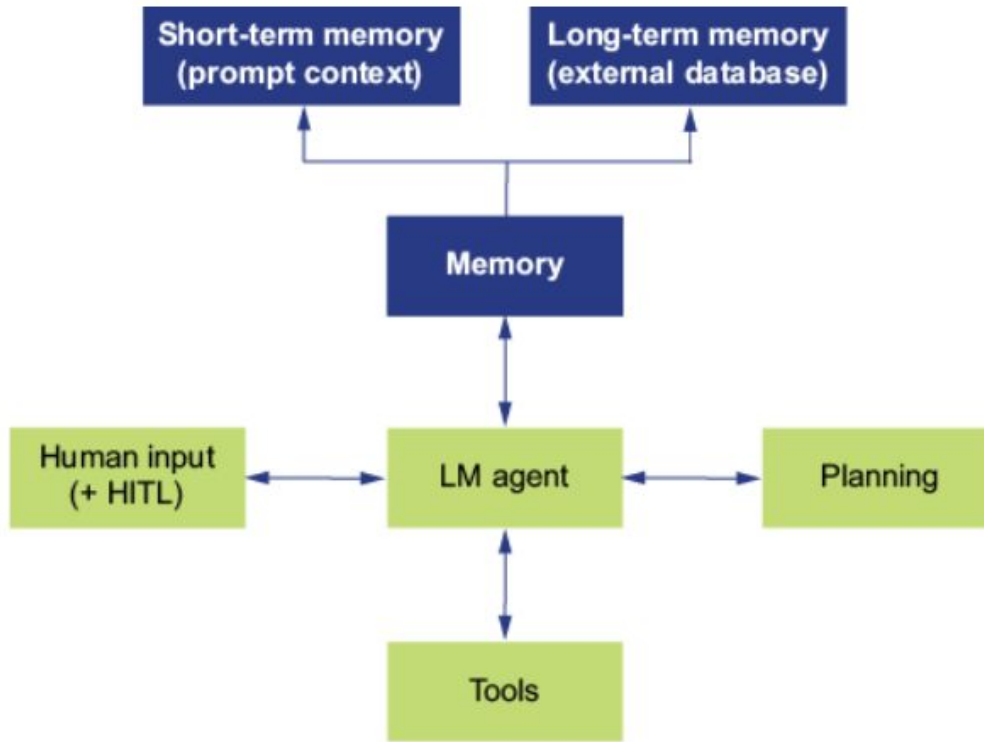 Short-term memory
(prompt context)
Long-term memory
(external database)
Memory
Human input
(+ HITL)
LM agent
Planning
Tools